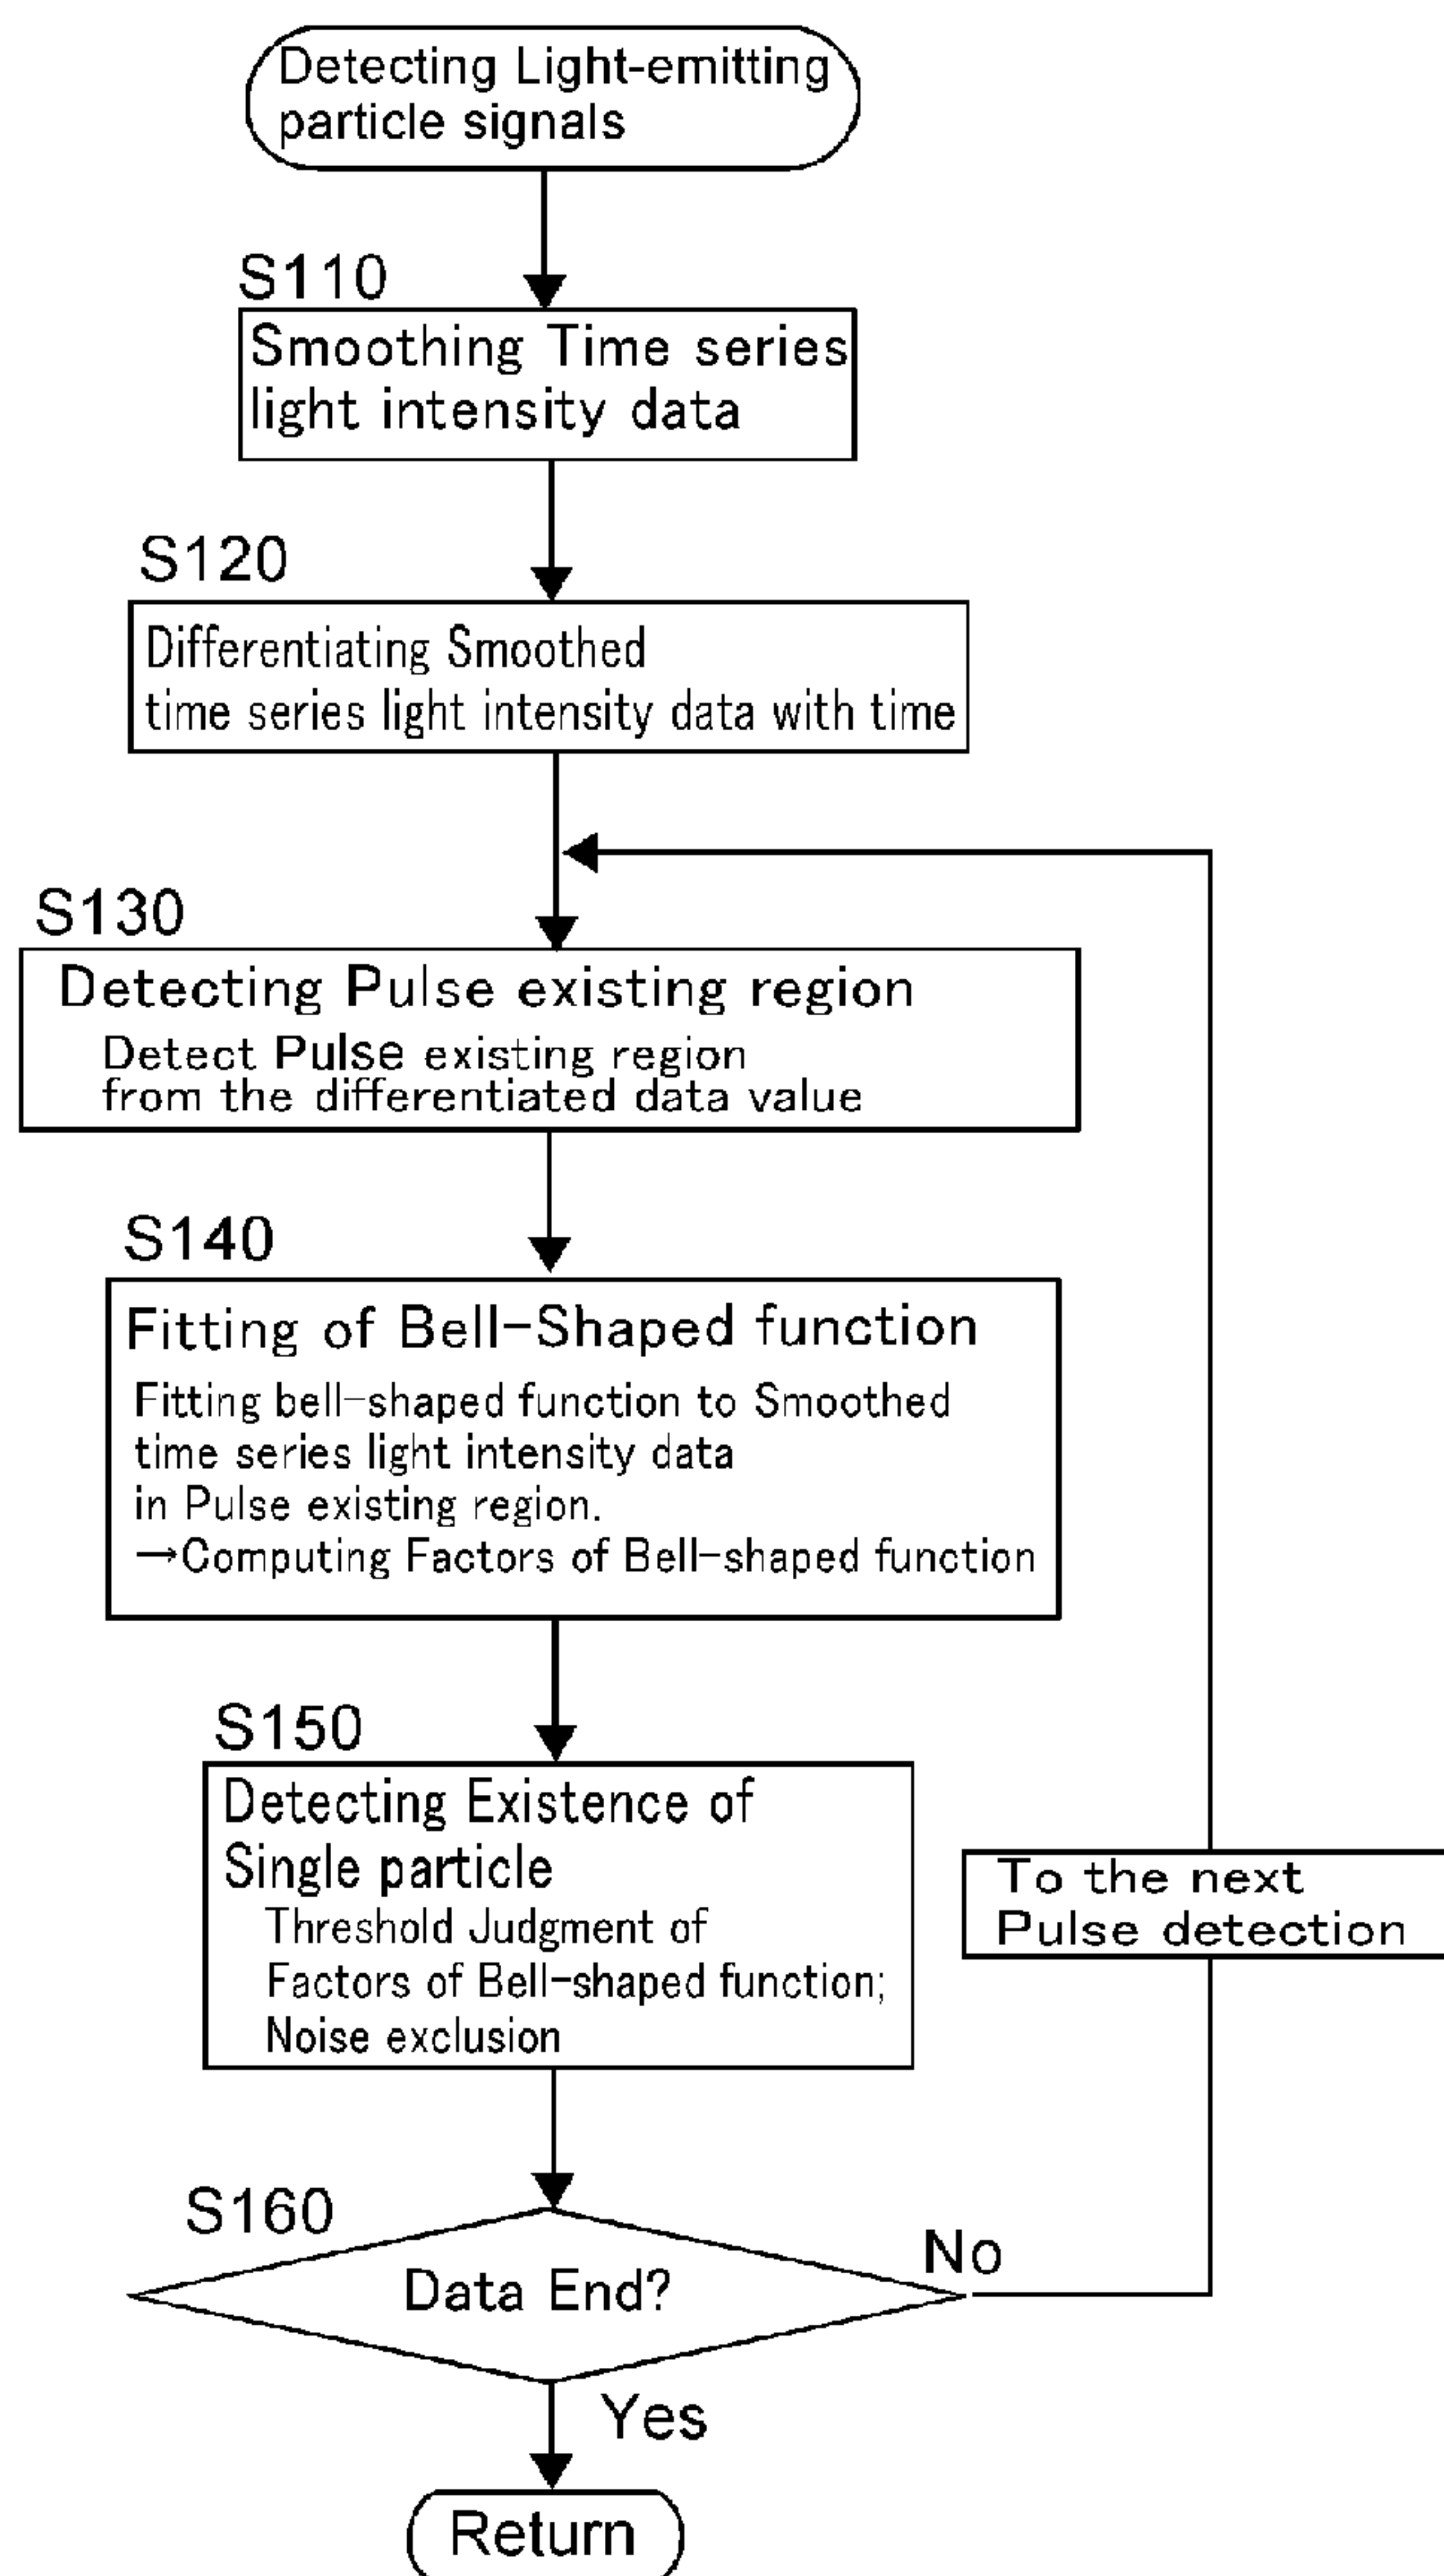 Detecting Light-emitting
particle signals
S110
Smoothing Time series
light intensity data
S120
Differentiating Smoothed
time series light intensity data with time
S130
Detecting Pulse existing region
Detect Pulse existing region
from the differentiated data value
S140
Fitting of Bell-Shaped function
Fitting bell-shaped function to Smoothed
time series light intensity data
in Pulse existing region.
→Computing Factors of Bell-shaped function
S150
Detecting Existence of
Single particle
Threshold Judgment of
Factors of Bell-shaped function;
Noise exclusion
To the next
Pulse detection
S160
Data End?
No
Yes
Return